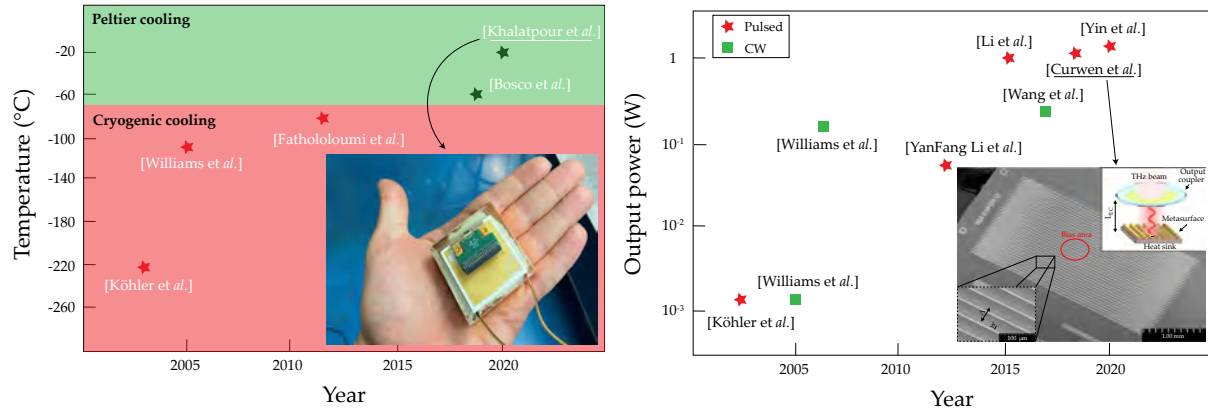 Peltier cooling
[Khalatpour et al.]
-20
[Bosco et al.]
-60
Cryogenic cooling
-100
[Fathololoumi et al.]
[Williams et al.]
-140
-180
-220
[Köhler et al.]
-260
Temperature (°C)
2005
2010
2015
2020
Year
Pulsed
CW
[Yin et al.]
[Li et al.]
1
[Curwen et al.]
[Wang et al.]
10-1
[Williams et al.]
[YanFang Li et al.]
THz beam
Output
coupler
Metasurface
Heat sink
10-2
Bias area
[Williams et al.]
10-3
[Köhler et al.]
100 μm
1.00 mm
Output power (W)
2005
2010
2015
2020
Year